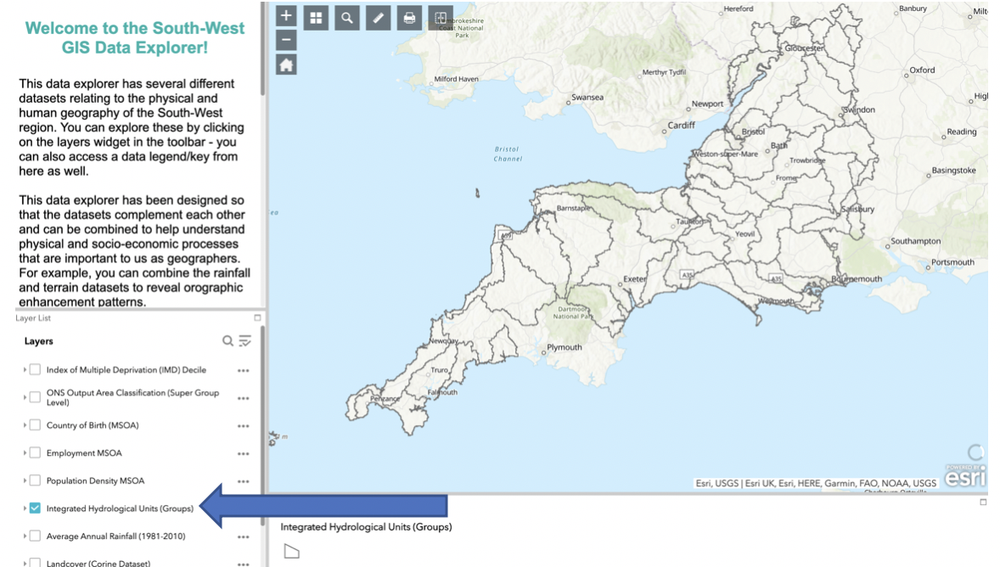 Welcome to the South-West
GIS Data Explorer!
This data explorer has several different
datasets relating to the physical and
human geography of the South-West
region. You can explore these by clicking
on the layers widget in the toolbar - you
can also access a data legend/key from
here as well.
This data explorer has been designed so
that the datasets complement each other
and can be combined to help understand
physical and socio-economic processes
that are important to us as geographers.
For example, you can combine the rainfall
and terrain datasets to reveal orographic
enhancement patterns.
Layer List
Layers
Index of Multiple Deprivation (IMD) Decile
ONS Output Area Classification (Super Group
Level)
Country of Birth (MSOA)
Employment MSOA
Population Density MSOA
Integrated Hydrological Units (Groups)
Average Annual Rainfall (1981-2010)
Landcover (Corine Dataset)
Coast National
Park
Hereford
Banbury
Gloucester
Oxford
Merthyr Tydfil
Milford Haven
Swansea
Newport
Swindon
Cardiff
Bristol
Reading
Bristol
Channel
Bath
Weston-super-Mare
Trowbridge
Basingstoke
Frome
Barnstaple
Salisbury
Taunton
Yeovil
A39
Southampton
Portsmouth
Exeter
A35
A35
Bournemouth
Weymouth
Dartmoor
National Park
Newquay
Plymouth
Truro
Falmouth
Penzance
POWERED BY
esri
Esri, USGS | Esri UK, Esri, HERE, Garmin, FAO, NOAA, USGS
Integrated Hydrological Units (Groups)